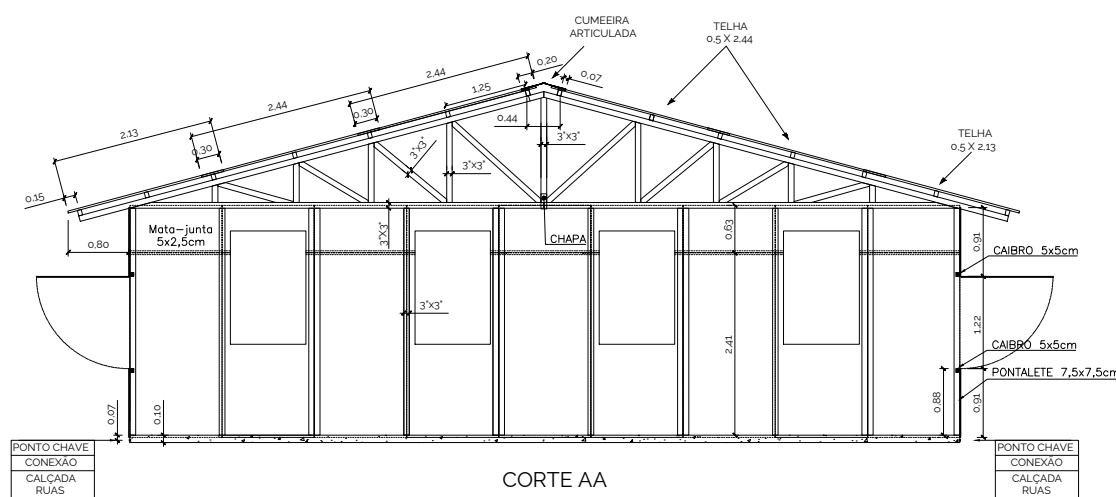 CUMEEIRA
ARTICULADA
TELHA
0.5 X 2.44
0,20
2.44
0,07
1,25
2.44
0.30
0.44
3"X3"
2.13
0.30
3"X3"
3"X3"
TELHA
0.5 X 2.13
0.15
Mata-junta
5x2,5cm
3"X3"
CHAPA
0.63
0.91
0,80
CAIBRO 5x5cm
3"X3"
2.41
1.22
CAIBRO 5x5cm
PONTALETE 7,5x7,5cm
0.88
0.91
0.07
0.10
PONTO CHAVE
CONEXÃO
CALÇADA
RUAS
CORTE AA
PONTO CHAVE
CONEXÃO
CALÇADA
RUAS